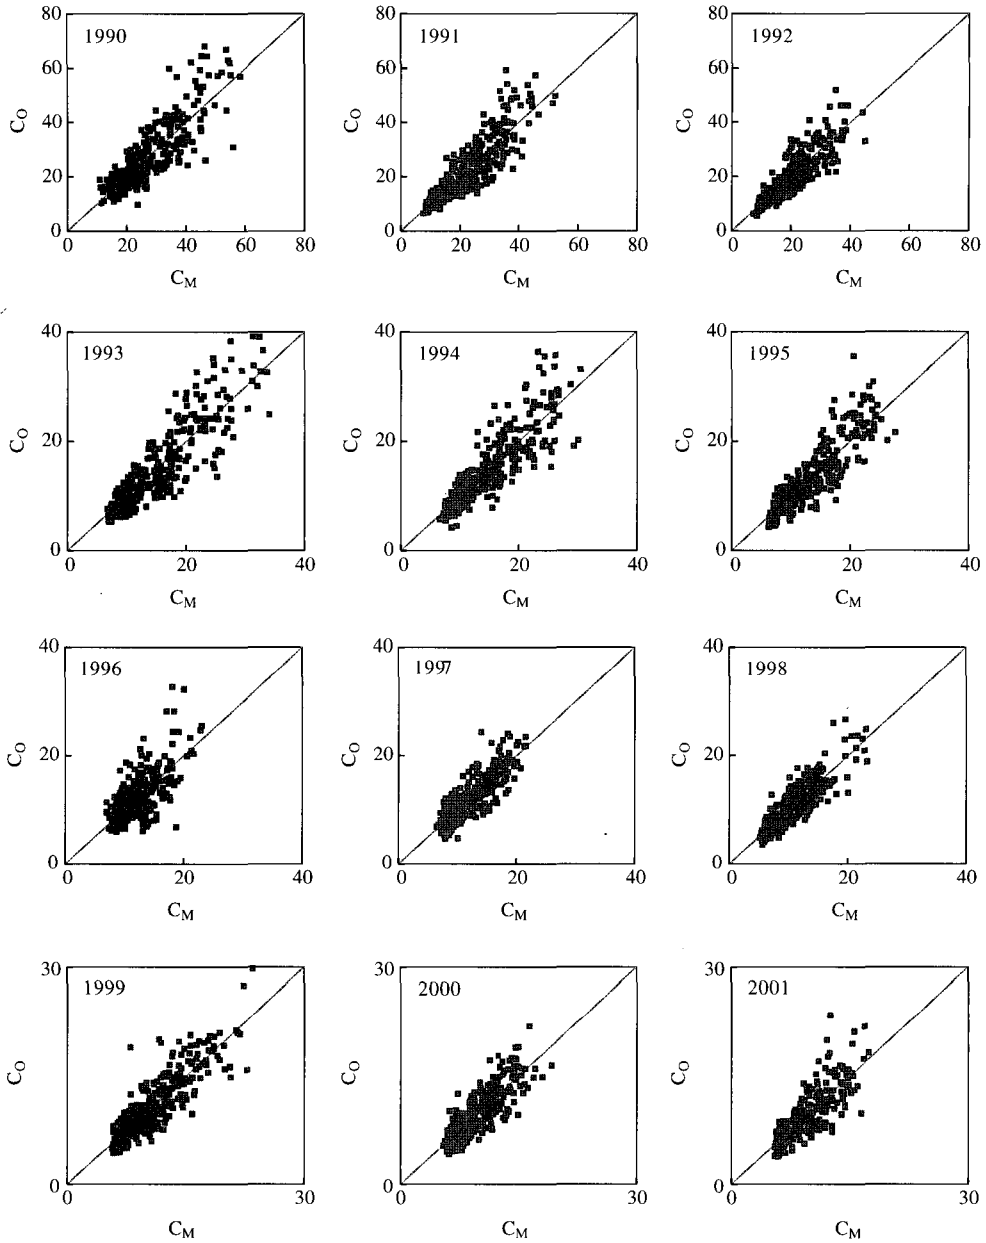 80 80 80
1990 1991 1992
60 60 60
C_O 40 C_O 40 C_O 40
20 20 20
0 0 0
0 20 40 60 80 0 20 40 60 80 0 20 40 60 80
C_M C_M C_M
40 40 40
1993 1994 1995
C_O 20 C_O 20 C_O 20
0 0 0
0 20 40 0 20 40 0 20 40
C_M C_M C_M
40 40 40
1996 1997 1998
C_O 20 C_O 20 C_O 20
0 0 0
0 20 40 0 20 40 0 20 40
C_M C_M C_M
30 30 30
1999 2000 2001
C_O C_O C_O
0 0 0
0 30 0 30 0 30
C_M C_M C_M